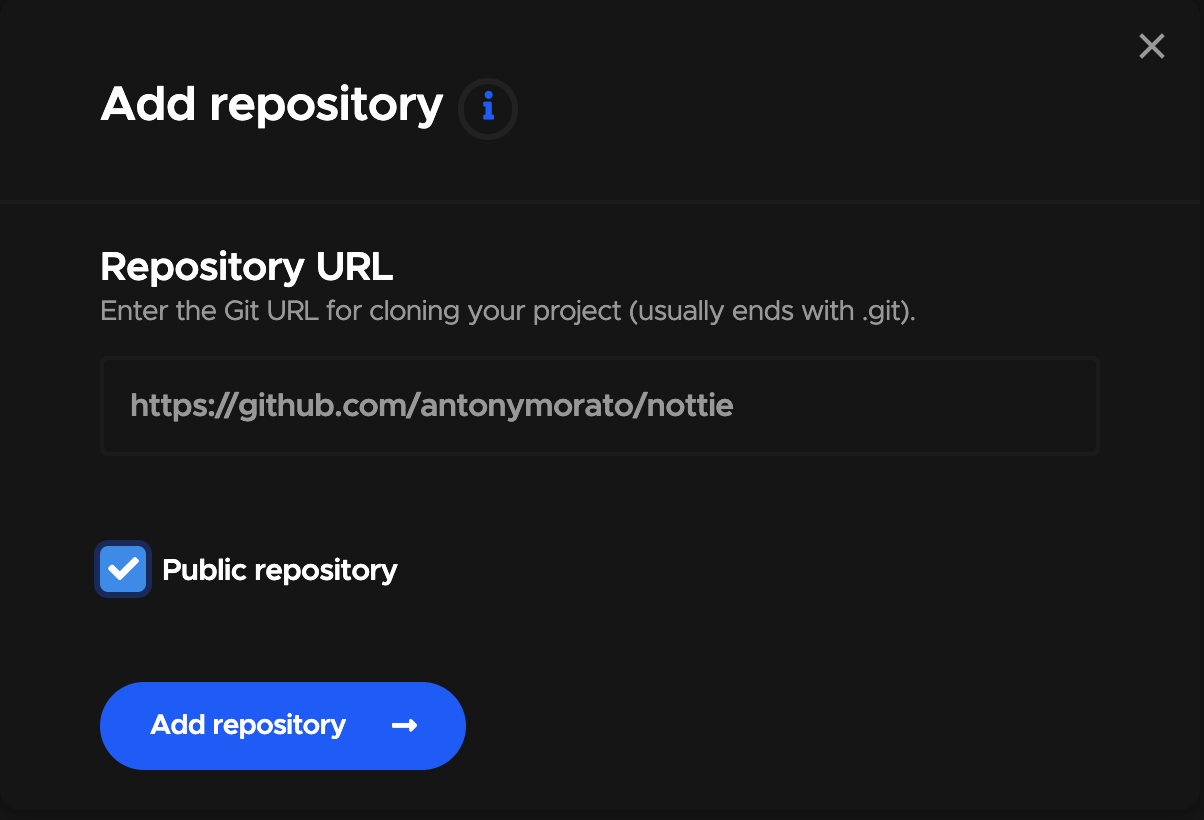 Add repository
Repository URL
Enter the Git URL for cloning your project (usually ends with .git).
https://github.com/antonymorato/nottie
Public repository
Add repository